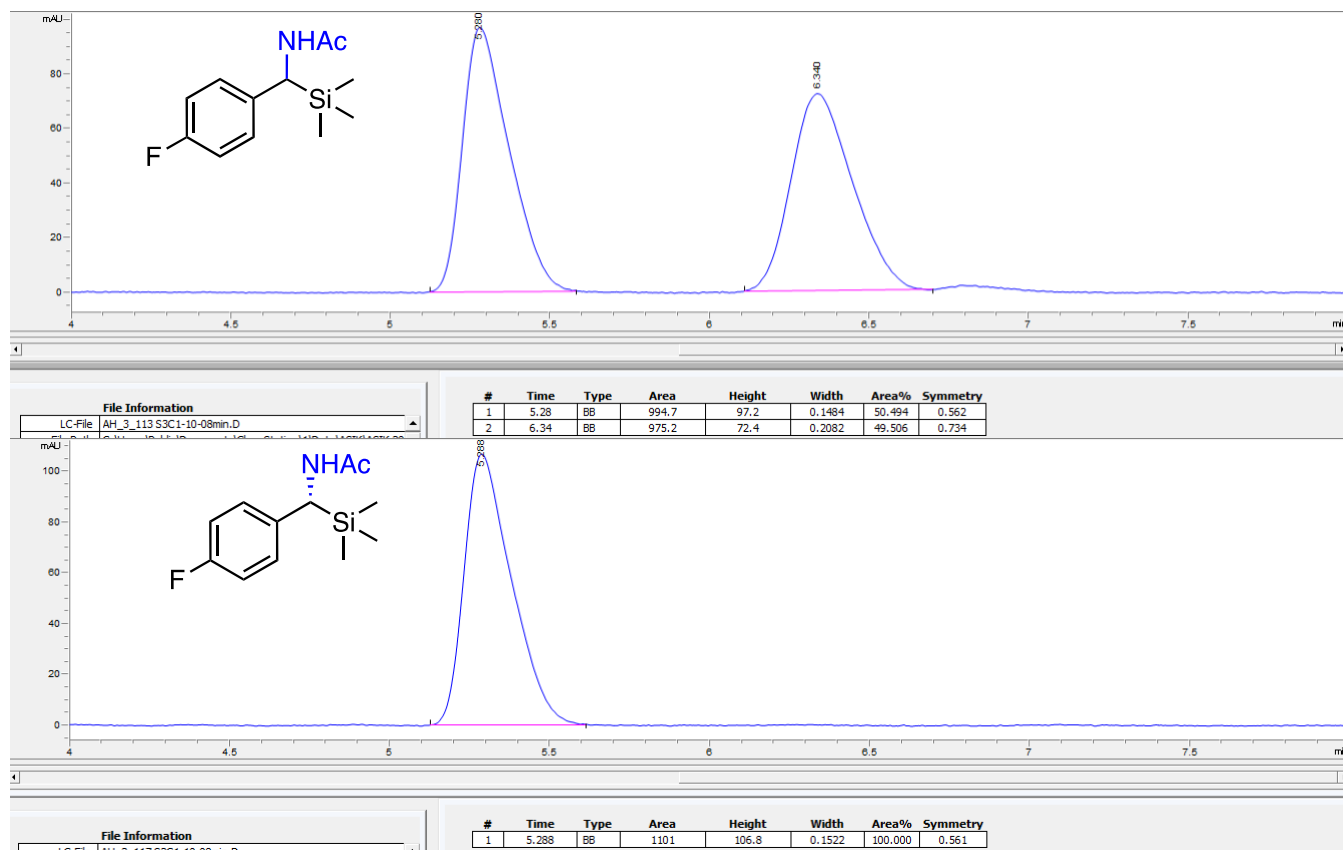 mAU
5.280
6.340
NHAc
Si
F
80
60
40
20
0
4 4.5 5 5.5 6 6.5 7 7.5
# Time Type Area Height Width Area% Symmetry
1 5.28 BB 994.7 97.2 0.1484 50.494 0.562
2 6.34 BB 975.2 72.4 0.2082 49.506 0.734
File Information
LC-File AH_3_113 S3C1-10-08min.D
mAU
5.288
NHAc
Si
F
100
80
60
40
20
0
4 4.5 5 5.5 6 6.5 7 7.5
# Time Type Area Height Width Area% Symmetry
1 5.288 BB 1101 106.8 0.1522 100.000 0.561
File Information